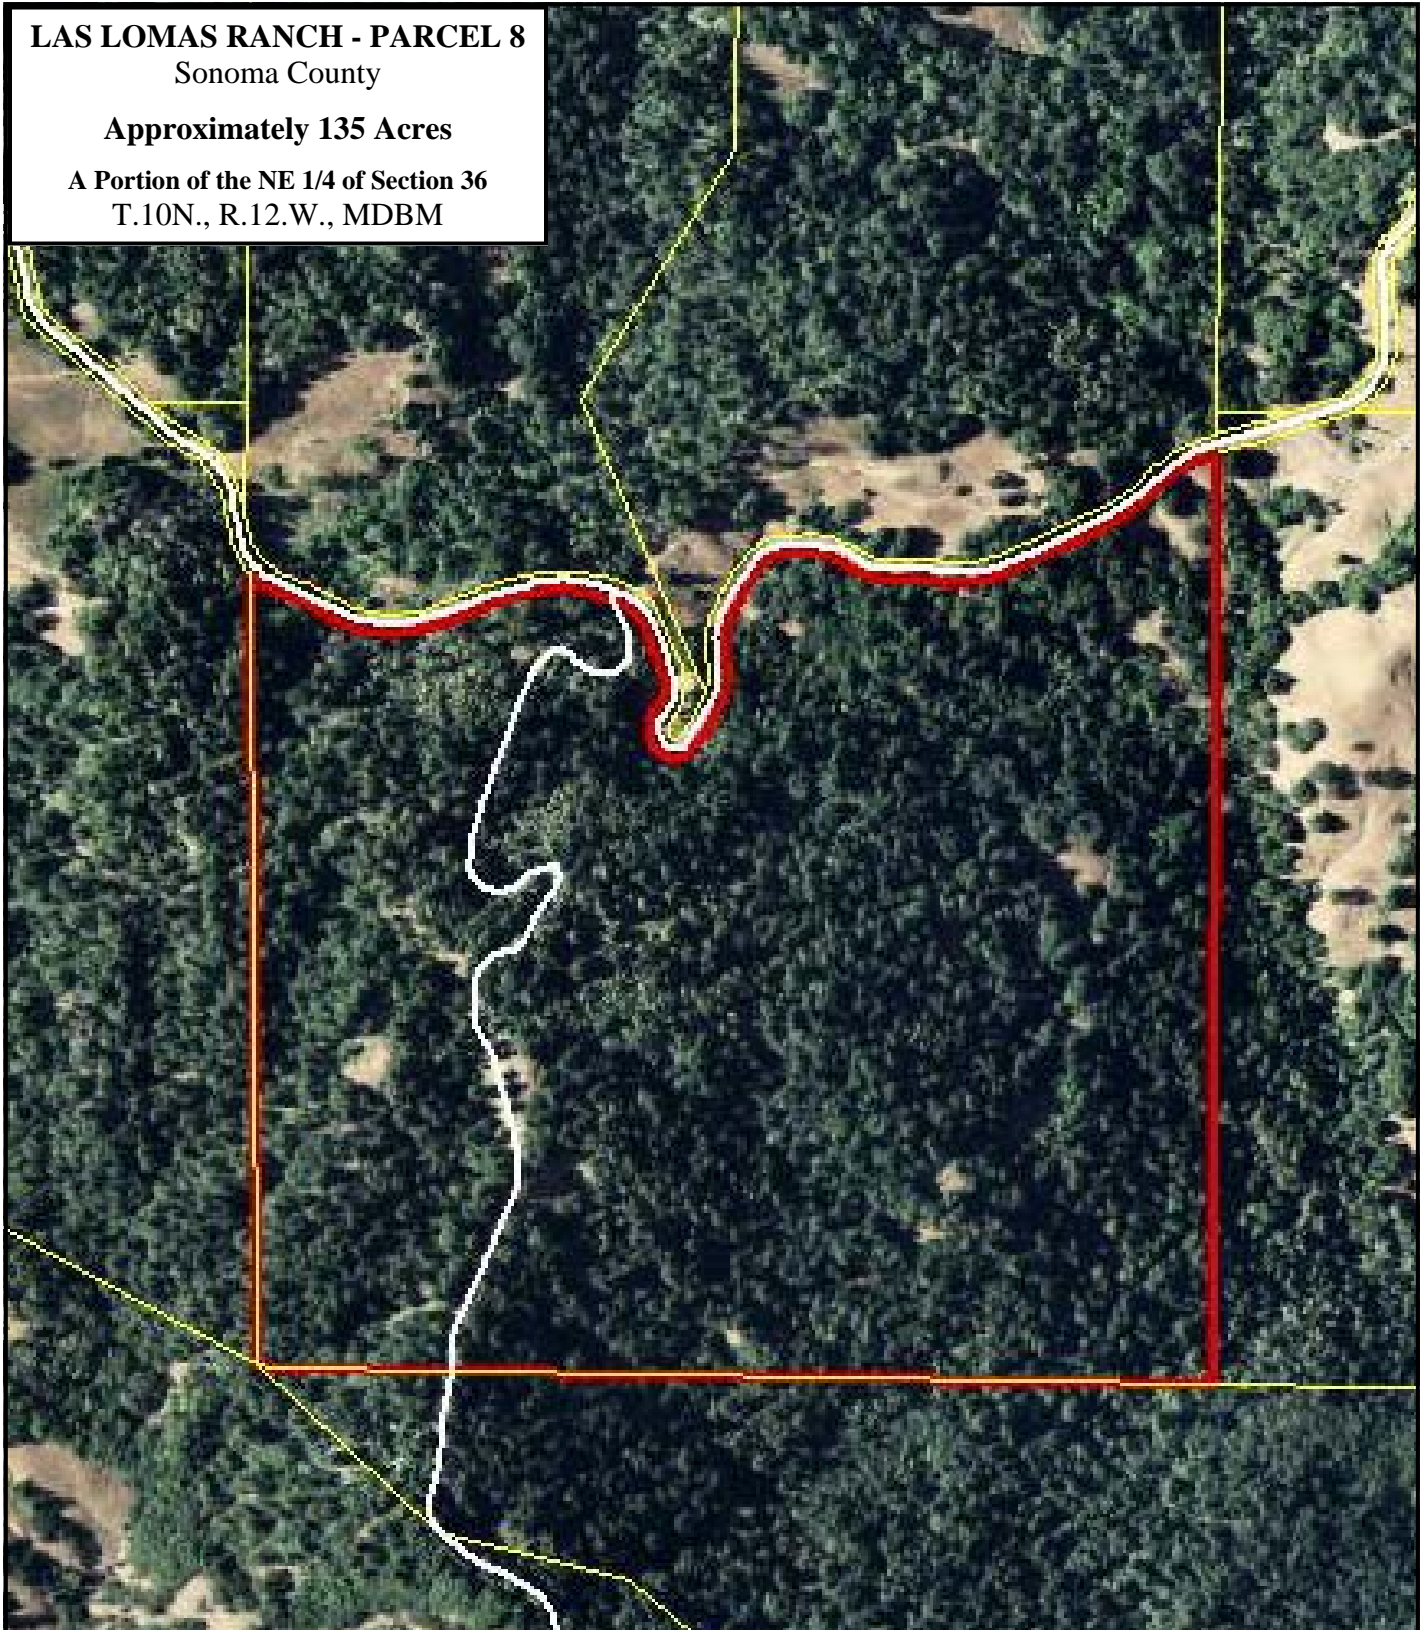 LAS LOMAS RANCH - PARCEL 8
Sonoma County
Approximately 135 Acres
A Portion of the NE 1/4 of Section 36
T.10N., R.12.W., MDBM